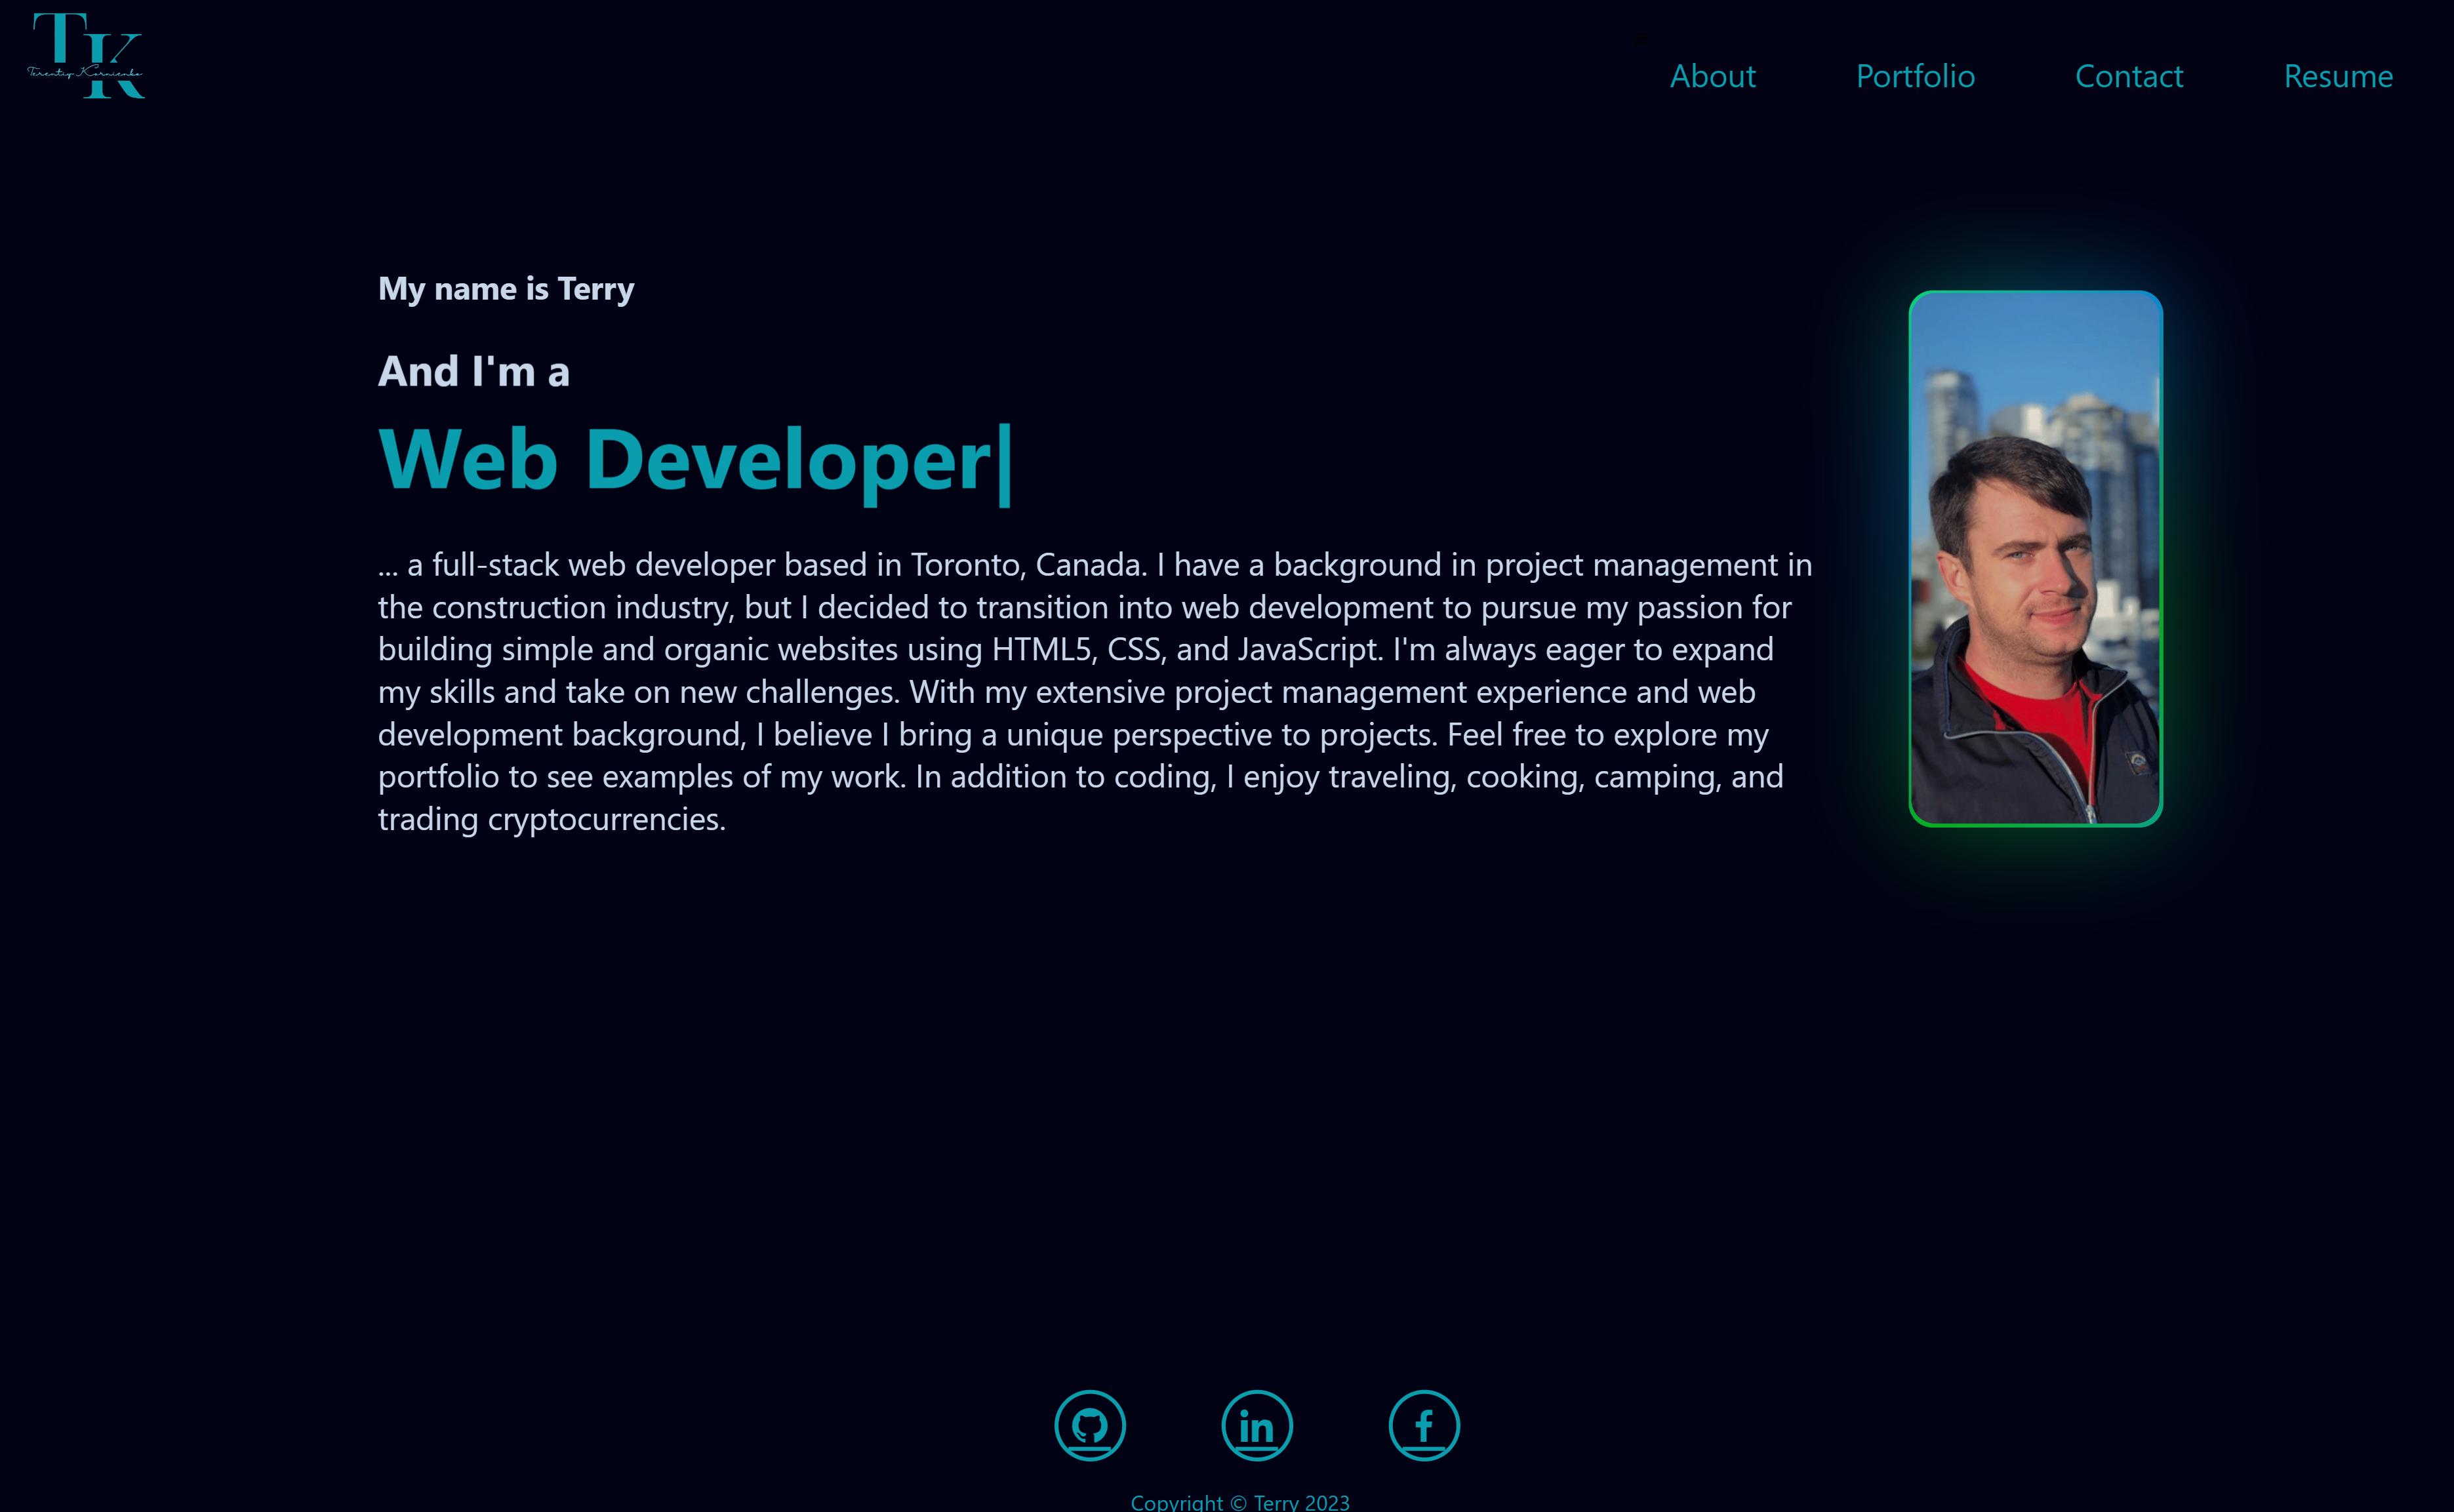 TK
Terentiy Kornienko
About Portfolio Contact Resume
My name is Terry
And I'm a
Web Developer|
... a full-stack web developer based in Toronto, Canada. I have a background in project management in
the construction industry, but I decided to transition into web development to pursue my passion for
building simple and organic websites using HTML5, CSS, and JavaScript. I'm always eager to expand
my skills and take on new challenges. With my extensive project management experience and web
development background, I believe I bring a unique perspective to projects. Feel free to explore my
portfolio to see examples of my work. In addition to coding, I enjoy traveling, cooking, camping, and
trading cryptocurrencies.
in f
Copyright © Terry 2023